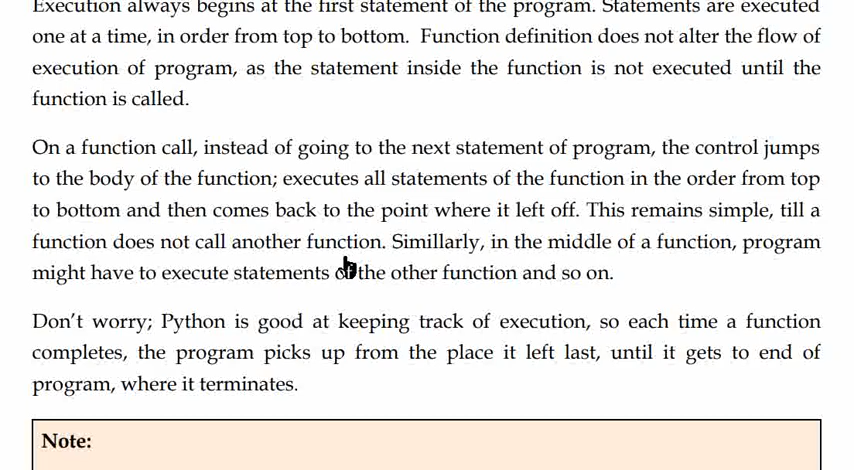 Execution always begins at the first statement of the program. Statements are executed
one at a time, in order from top to bottom. Function definition does not alter the flow of
execution of program, as the statement inside the function is not executed until the
function is called.
On a function call, instead of going to the next statement of program, the control jumps
to the body of the function; executes all statements of the function in the order from top
to bottom and then comes back to the point where it left off. This remains simple, till a
function does not call another function. Simillarly, in the middle of a function, program
might have to execute statements of the other function and so on.
Don’t worry; Python is good at keeping track of execution, so each time a function
completes, the program picks up from the place it left last, until it gets to end of
program, where it terminates.
Note: